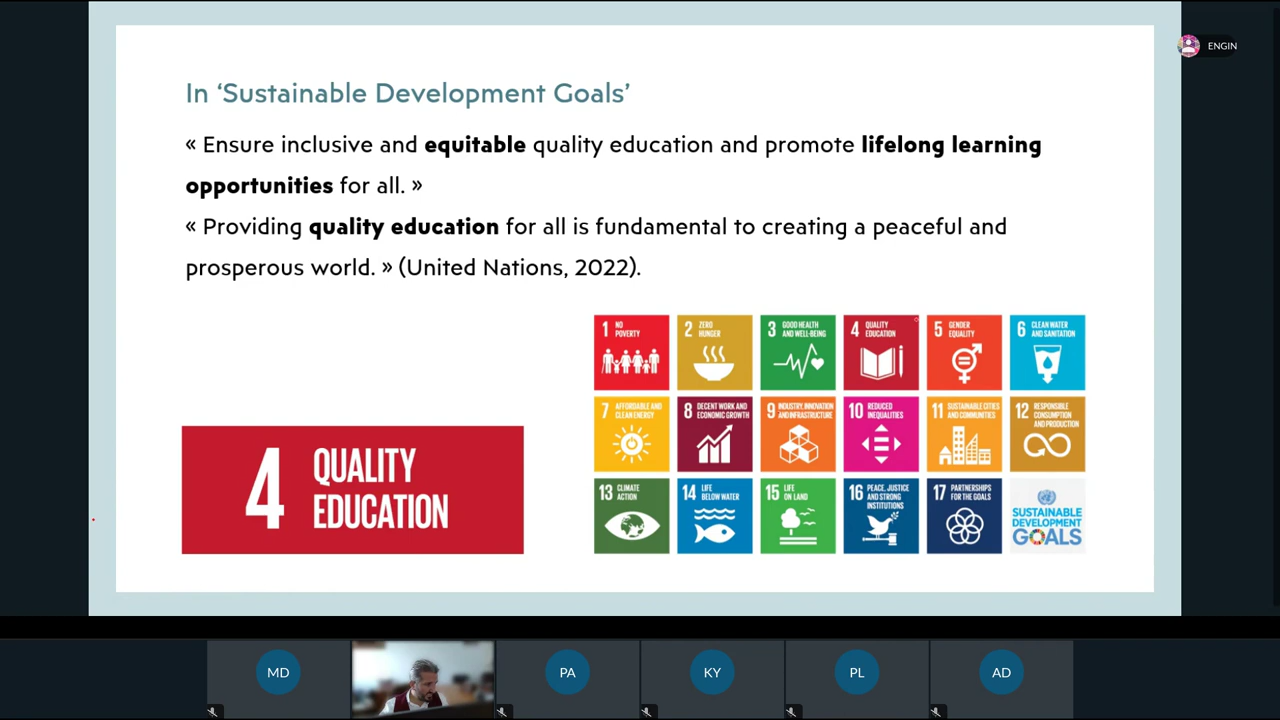 In ‘Sustainable Development Goals’
« Ensure inclusive and equitable quality education and promote lifelong learning
opportunities for all. »
« Providing quality education for all is fundamental to creating a peaceful and
prosperous world. » (United Nations, 2022).
ENGIN
1 NO
POVERTY
2 ZERO
HUNGER
3 GOOD HEALTH
AND WELL-BEING
4 QUALITY
EDUCATION
5 GENDER
EQUALITY
6 CLEAN WATER
AND SANITATION
7 AFFORDABLE AND
CLEAN ENERGY
8 DECENT WORK AND
ECONOMIC GROWTH
9 INDUSTRY, INNOVATION
AND INFRASTRUCTURE
10 REDUCED
INEQUALITIES
11 SUSTAINABLE CITIES
AND COMMUNITIES
12 RESPONSIBLE
CONSUMPTION
AND PRODUCTION
13 CLIMATE
ACTION
14 LIFE
BELOW WATER
15 LIFE
ON LAND
16 PEACE, JUSTICE
AND STRONG
INSTITUTIONS
17 PARTNERSHIPS
FOR THE GOALS
SUSTAINABLE
DEVELOPMENT
GOALS
4 QUALITY
EDUCATION
MD
PA
KY
PL
AD